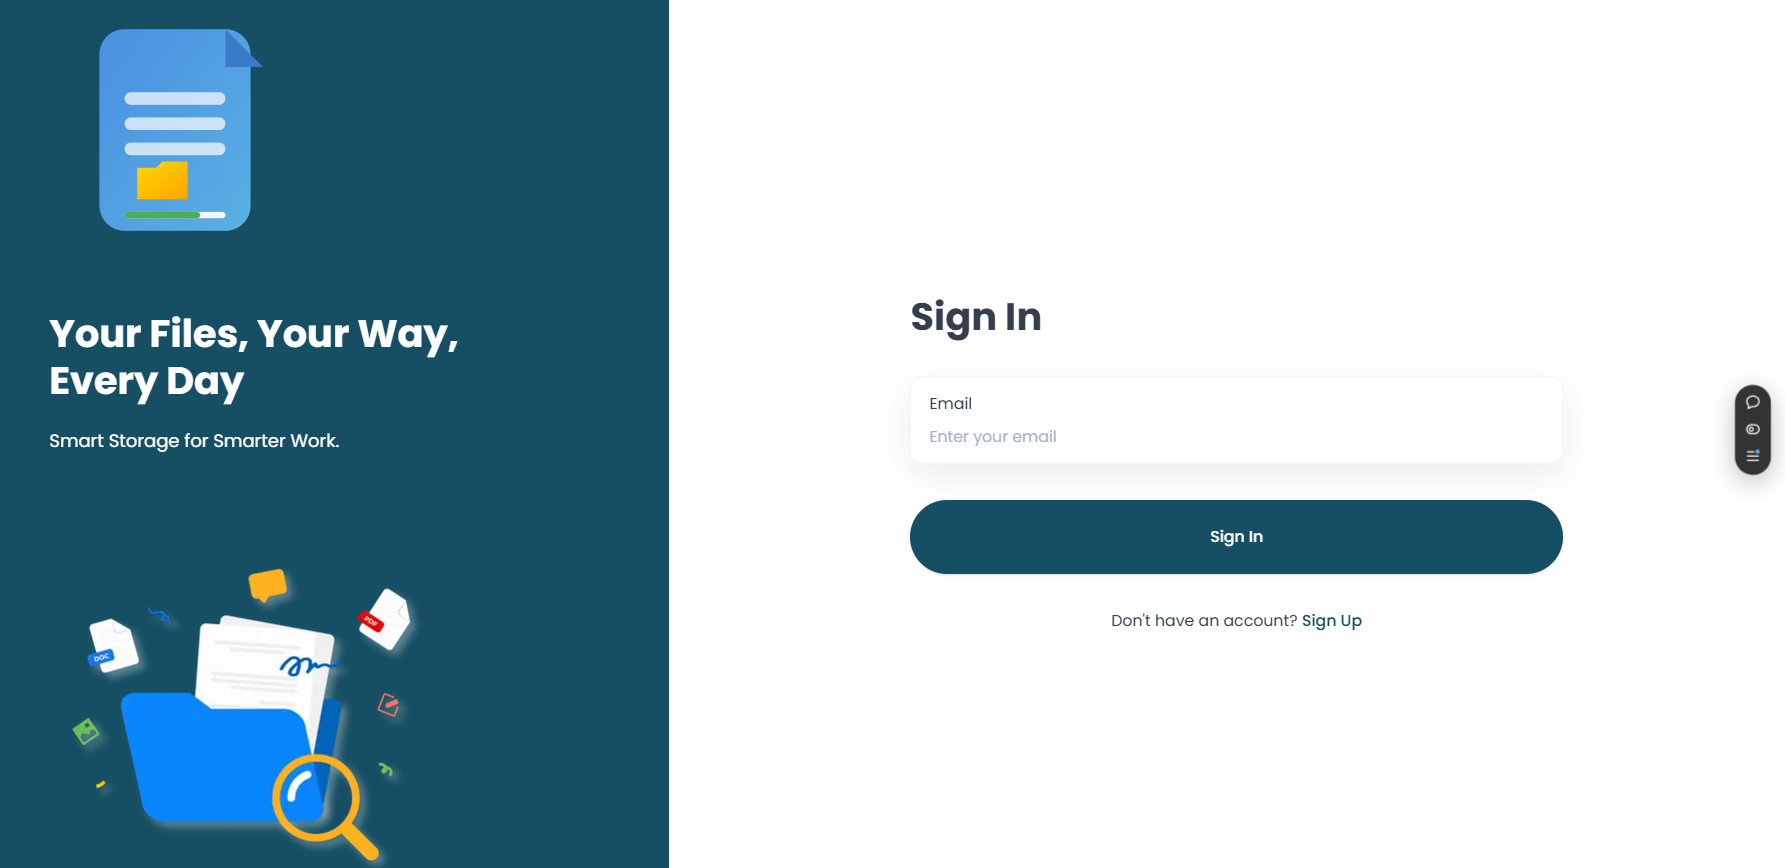 Your Files, Your Way,
Every Day
Smart Storage for Smarter Work.
DOC
PDF
Sign In
Email
Enter your email
Sign In
Don't have an account? Sign Up